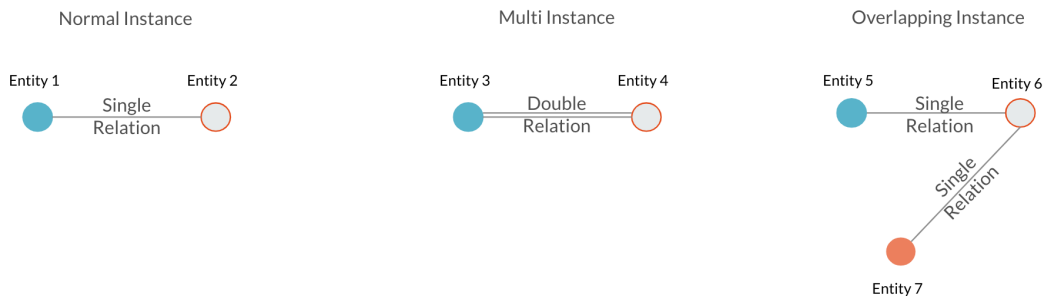 Normal Instance
Entity 1
Entity 2
Single
Relation
Multi Instance
Entity 3
Entity 4
Double
Relation
Overlapping Instance
Entity 5
Entity 6
Single
Relation
Single
Relation
Entity 7